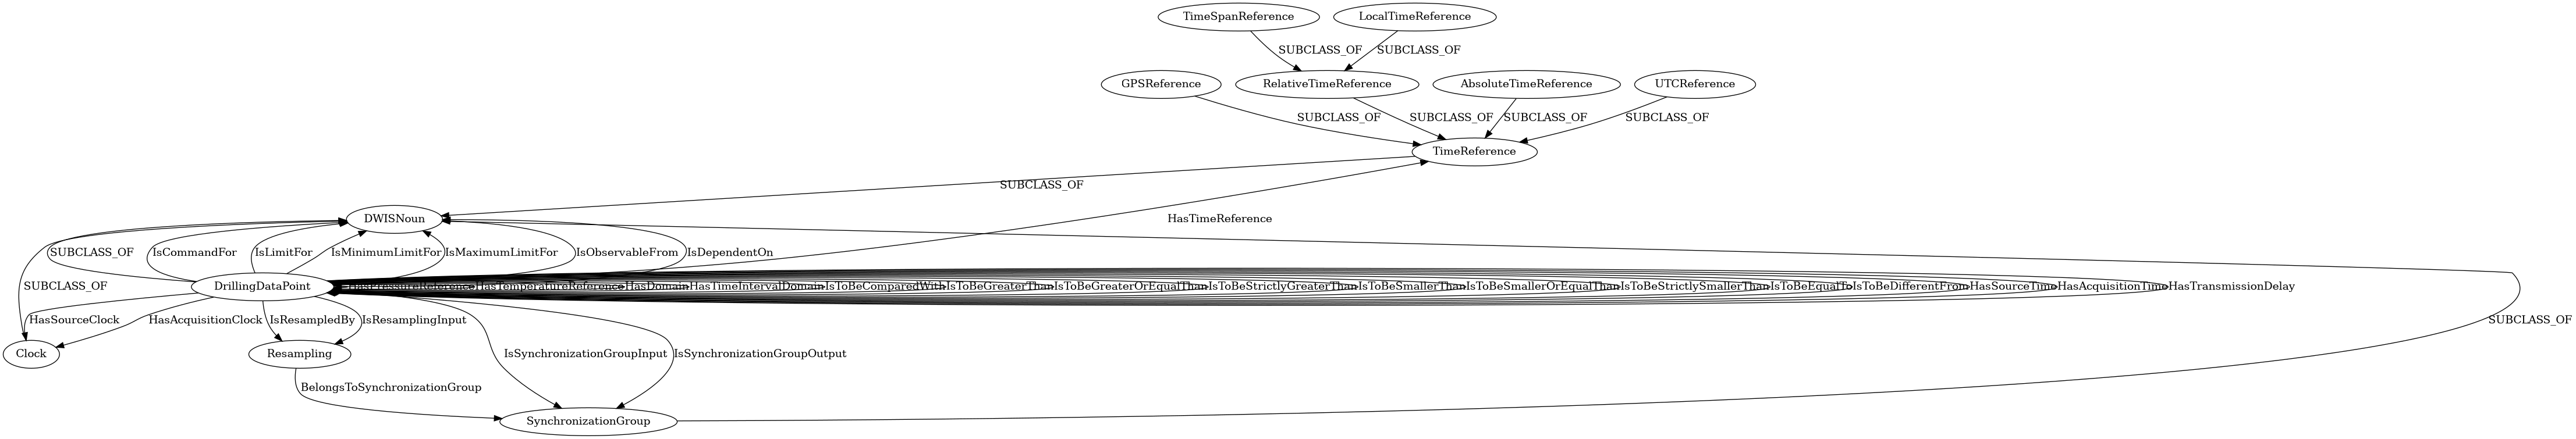 TimeSpanReference
LocalTimeReference
SUBCLASS_OF
SUBCLASS_OF
GPSReference
RelativeTimeReference
AbsoluteTimeReference
UTCReference
SUBCLASS_OF
SUBCLASS_OF
SUBCLASS_OF
SUBCLASS_OF
TimeReference
SUBCLASS_OF
DWISNoun
HasTimeReference
SUBCLASS_OF
IsCommandFor
IsLimitFor
IsMinimumLimitFor
IsMaximumLimitFor
IsObservableFrom
IsDependentOn
SUBCLASS_OF
DrillingDataPoint
HasPressureReference
HasTemperatureReference
HasDomain
HasTimeIntervalDomain
IsToBeComparedWith
IsToBeGreaterThan
IsToBeGreaterOrEqualThan
IsToBeStrictlyGreaterThan
IsToBeSmallerThan
IsToBeSmallerOrEqualThan
IsToBeStrictlySmallerThan
IsToBeEqualTo
IsToBeDifferentFrom
HasSourceTime
HasAcquisitionTime
HasTransmissionDelay
HasSourceClock
HasAcquisitionClock
IsResampledBy
IsResamplingInput
SUBCLASS_OF
Clock
Resampling
IsSynchronizationGroupInput
IsSynchronizationGroupOutput
BelongsToSynchronizationGroup
SynchronizationGroup